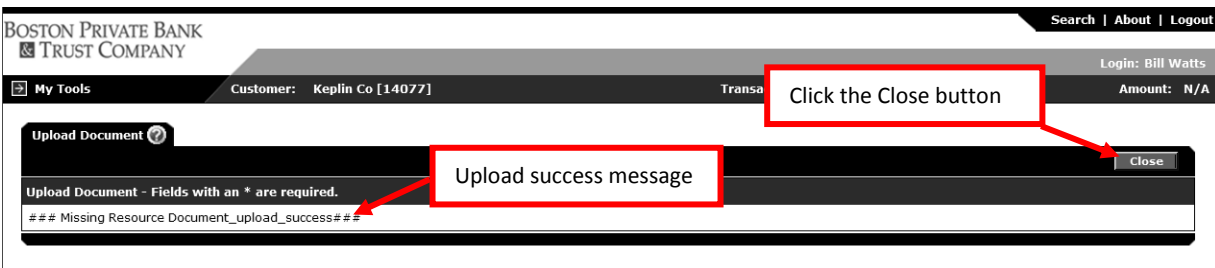 Search | About | Logout
BOSTON PRIVATE BANK
& TRUST COMPANY
Login: Bill Watts
My Tools Customer: Keplin Co [14077] Transa Amount: N/A
Click the Close button
Upload Document ?
Close
Upload success message
Upload Document - Fields with an * are required.
### Missing Resource Document_upload_success###